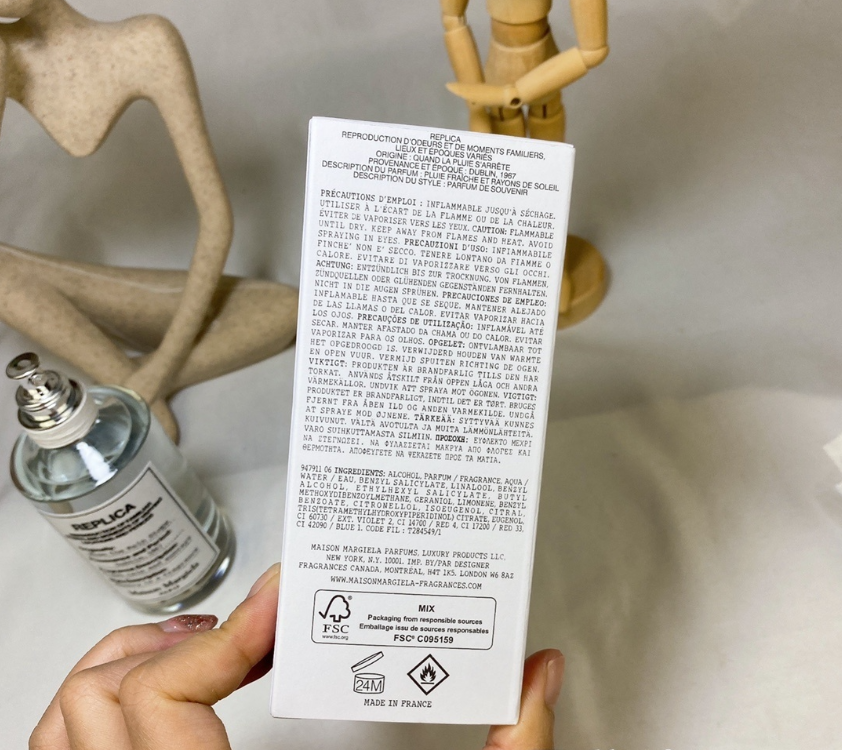 REPLICA
REPRODUCTION D'ODEURS ET DE MOMENTS FAMILIERS,
LIEUX ET ÉPOQUES VARIÉS
ORIGINE : QUAND LA PLUIE S'ARRÊTE
PROVENANCE ET ÉPOQUE : DUBLIN, 1967
DESCRIPTION DU PARFUM : PLUIE FRAÎCHE ET RAYONS DE SOLEIL
DESCRIPTION DU STYLE : PARFUM DE SOUVENIR
PRÉCAUTIONS D'EMPLOI : INFLAMMABLE JUSQU'À SÉCHAGE.
UTILISER À L'ÉCART DE LA FLAMME OU DE LA CHALEUR.
ÉVITER DE VAPORISER VERS LES YEUX. CAUTION: FLAMMABLE
UNTIL DRY. KEEP AWAY FROM FLAMES AND HEAT. AVOID
SPRAYING IN EYES. PRECAUZIONI D'USO: INFIAMMABILE
FINCHE' NON E' SECCO. TENERE LONTANO DA FIAMME O
CALORE. EVITARE DI VAPORIZZARE VERSO GLI OCCHI.
ACHTUNG: ENTZÜNDLICH BIS ZUR TROCKNUNG. VON FLAMMEN,
ZÜNDQUELLEN ODER GLÜHENDEN GEGENSTÄNDEN FERNHALTEN.
NICHT IN DIE AUGEN SPRÜHEN. PRECAUCIONES DE EMPLEO:
INFLAMABLE HASTA QUE SE SEQUE. MANTENER ALEJADO
DE LAS LLAMAS O DEL CALOR. EVITAR VAPORIZAR HACIA
LOS OJOS. PRECAUÇÕES DE UTILIZAÇÃO: INFLAMÁVEL ATÉ
SECAR. MANTER AFASTADO DA CHAMA OU DO CALOR. EVITAR
VAPORIZAR PARA OS OLHOS. OPGELET: ONTVLAMBAAR TOT
HET OPGEDROOGD IS. VERWIJDERD HOUDEN VAN WARMTE
EN OPEN VUUR. VERMIJD SPUITEN RICHTING DE OGEN.
VIKTIGT: PRODUKTEN ÄR BRANDFARLIG TILLS DEN HAR
TORKAT. ANVÄNDS ÅTSKILT FRÅN ÖPPEN LÅGA OCH ANDRA
VÄRMEKÄLLOR. UNDVIK ATT SPRAYA MOT ÖGONEN. VIGTIGT:
PRODUKTET ER BRANDFARLIGT, INDTIL DET ER TØRT. BRUGES
FJERNT FRA ÅBEN ILD OG ANDEN VARMEKILDE. UNDGÅ
AT SPRAYE MOD ØJNENE. TÄRKEÄÄ: SYTTYVÄÄ KUNNES
KUIVUNUT. VÄLTÄ AVOTULTA JA MUITA LÄMMÖNLÄHTEITÄ.
VARO SUIHKUTTAMASTA SILMIIN. ΠΡΟΣΟΧΗ: ΕΥΦΛΕΚΤΟ ΜΕΧΡΙ
ΝΑ ΣΤΕΓΝΩΣΕΙ. ΝΑ ΦΥΛΑΣΣΕΤΑΙ ΜΑΚΡΥΑ ΑΠΟ ΦΛΟΓΑ ΚΑΙ
ΘΕΡΜΟΤΗΤΑ. ΑΠΟΦΕΥΓΕΤΕ ΝΑ ΨΕΚΑΖΕΤΕ ΠΡΟΣ ΤΑ ΜΑΤΙΑ.
947911 06 INGREDIENTS: ALCOHOL, PARFUM / FRAGRANCE, AQUA /
WATER / EAU, BENZYL SALICYLATE, LINALOOL, BENZYL
ALCOHOL, ETHYLHEXYL SALICYLATE, BUTYL
METHOXYDIBENZOYLMETHANE, GERANIOL, LIMONENE, BENZYL
BENZOATE, CITRONELLOL, ISOEUGENOL, CITRAL,
TRIS(TETRAMETHYLHYDROXYPIPERIDINOL) CITRATE, EUGENOL,
CI 60730 / EXT. VIOLET 2, CI 14700 / RED 4, CI 17200 / RED 33,
CI 42090 / BLUE 1. CODE FIL : T284549/1
MAISON MARGIELA PARFUMS, LUXURY PRODUCTS LLC.
NEW YORK, N.Y. 10001. IMP. BY/PAR DESIGNER
FRAGRANCES CANADA, MONTRÉAL, H4T 1K5. LONDON W6 8AZ
WWW.MAISONMARGIELA-FRAGRANCES.COM
FSC
www.fsc.org
MIX
Packaging from responsible sources
Emballage issu de sources responsables
FSC® C095159
24M
MADE IN FRANCE
REPLICA
Maison Margiela